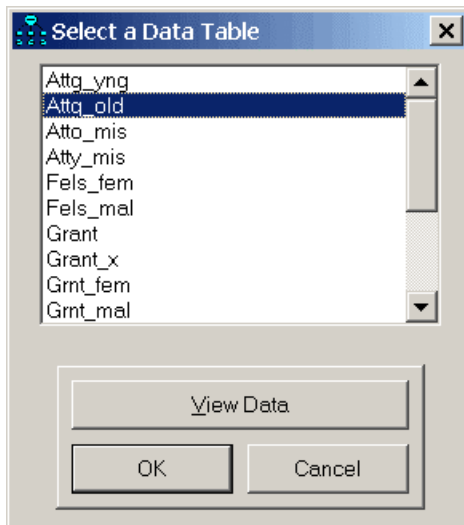 Select a Data Table
Attg_yng
Attg_old
Atto_mis
Atty_mis
Fels_fem
Fels_mal
Grant
Grant_x
Grnt_fem
Grnt_mal
View Data
OK
Cancel